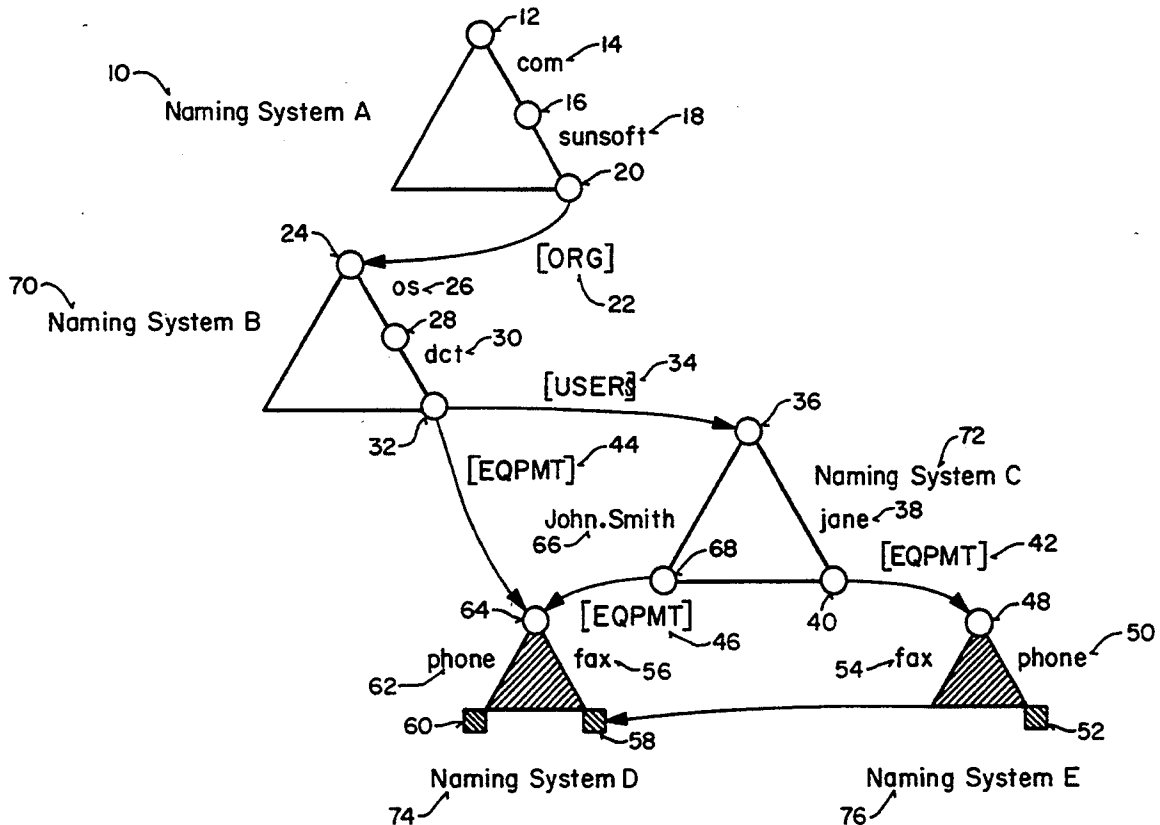 12
com 14
10
Naming System A
16
sunsoft 18
20
24
[ORG]
22
os 26
70
Naming System B
28
dct 30
[USERS] 34
36
32
[EQPMT] 44
72
Naming System C
John.Smith
66
jane 38
68
[EQPMT] 42
64
[EQPMT]
46
40
48
phone
62
fax 56
54 fax
phone 50
60
58
52
Naming System D
74
Naming System E
76